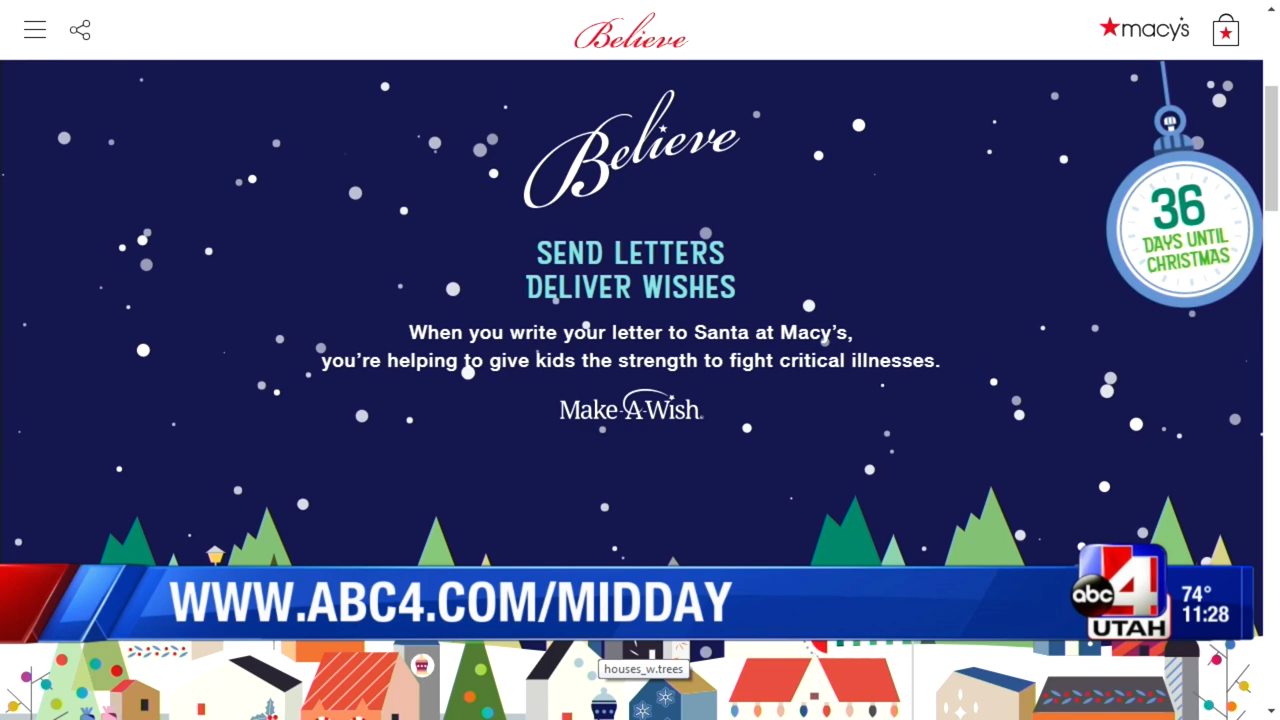 Believe
macy's
Believe
36
DAYS UNTIL
CHRISTMAS
SEND LETTERS
DELIVER WISHES
When you write your letter to Santa at Macy's,
you're helping to give kids the strength to fight critical illnesses.
Make-A-Wish®
WWW.ABC4.COM/MIDDAY
abc
4
UTAH
74°
11:28
houses_w.trees